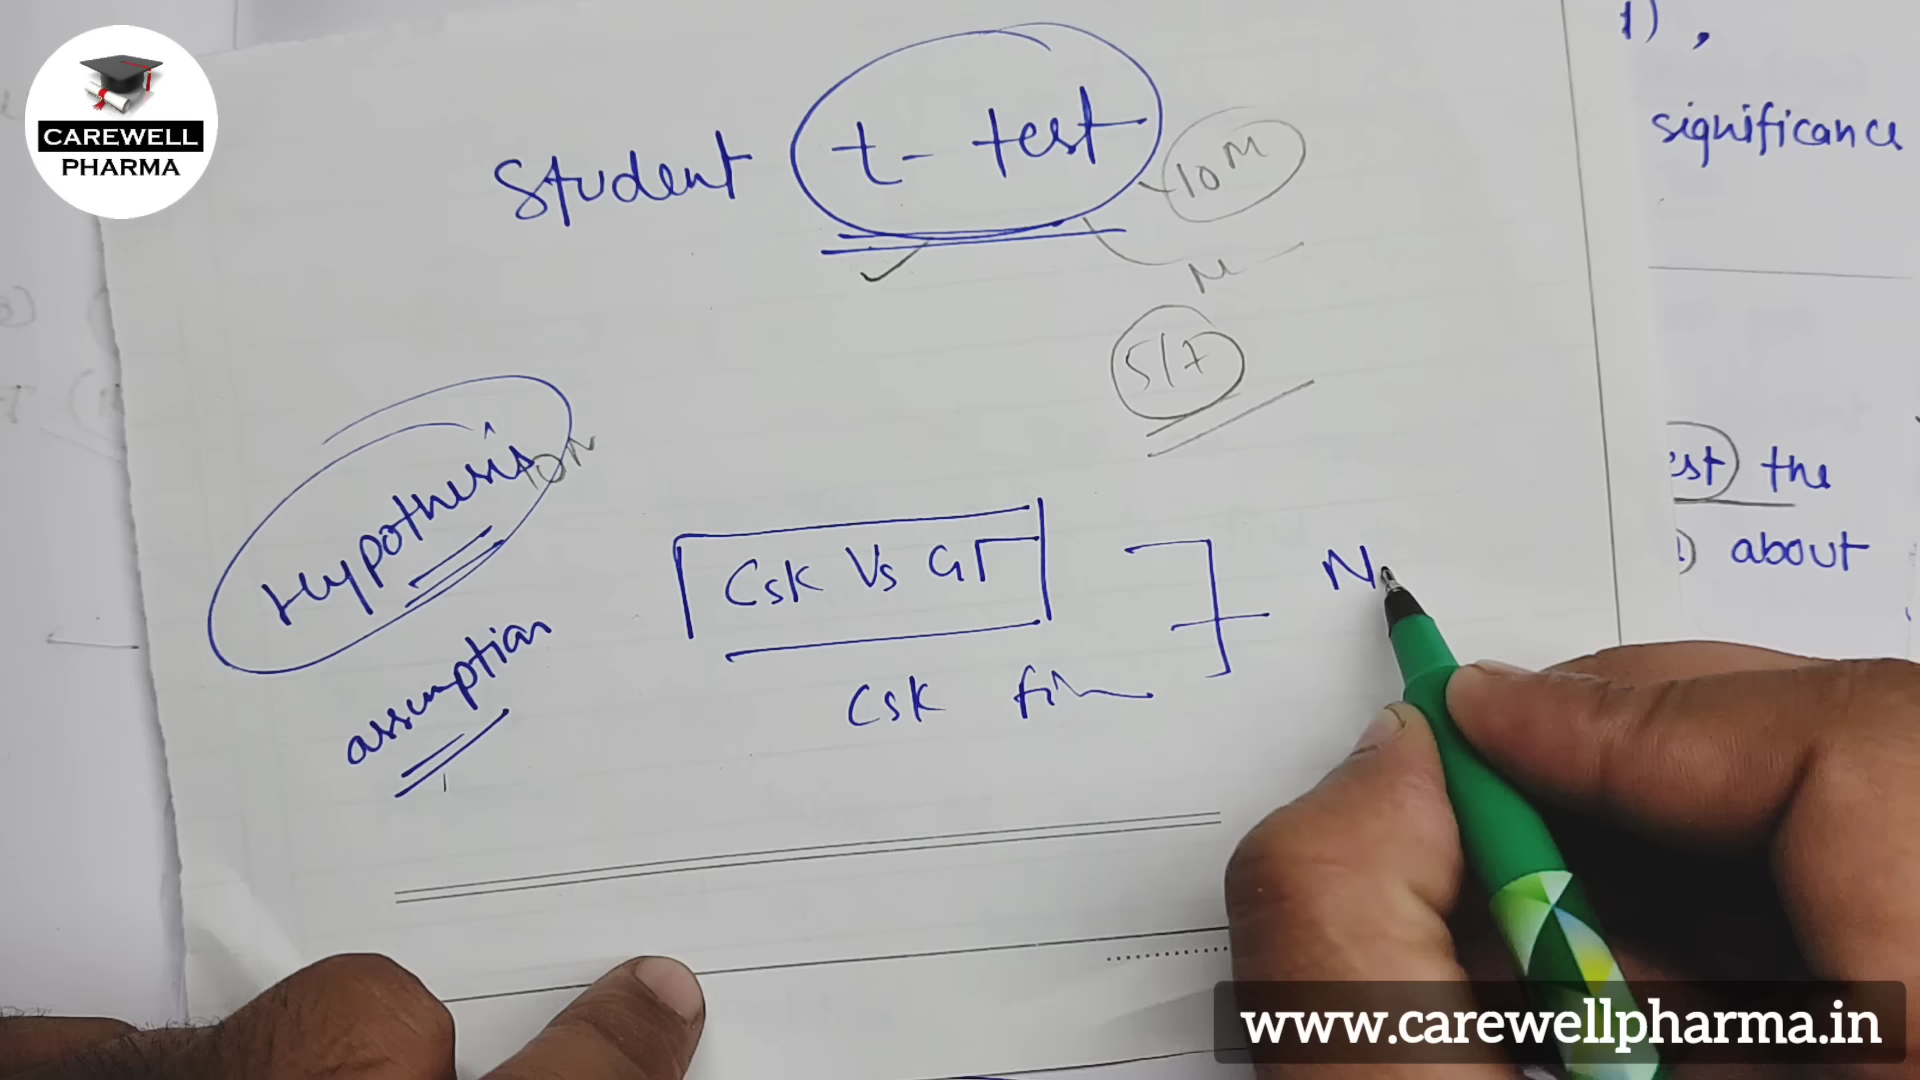 CAREWELL
PHARMA
Student t-test
10M
M
5/7
Hypothesis
10M
assumption
Csk Vs GT
Csk
N
1),
significance
est the
about
www.carewellpharma.in